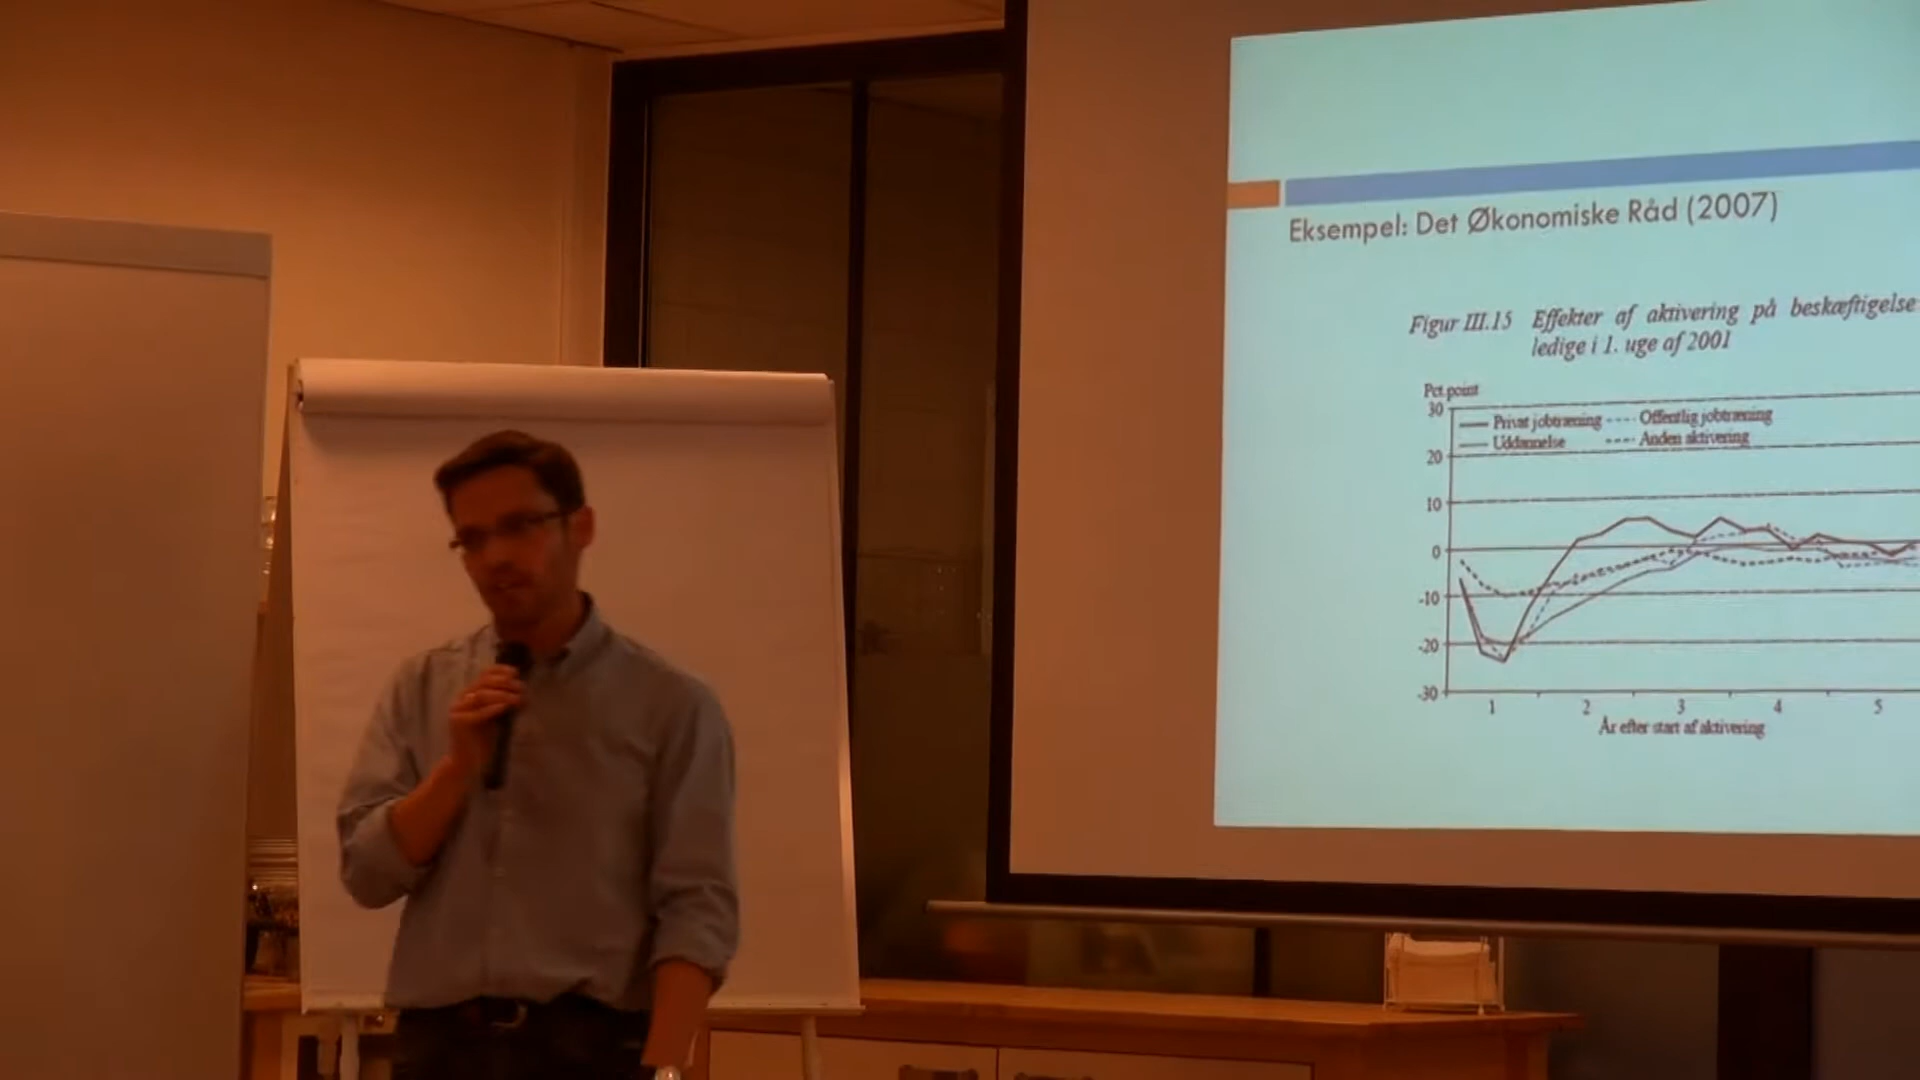 Eksempel: Det Økonomiske Råd (2007)
Figur III.15 Effekter af aktivering på beskæftigelse
ledige i 1. uge af 2001
Pct.point
30
Privat jobtræning Offentlig jobtræning
Uddannelse Anden aktivering
20
10
0
-10
-20
-30
1 2 3 4 5
År efter start af aktivering